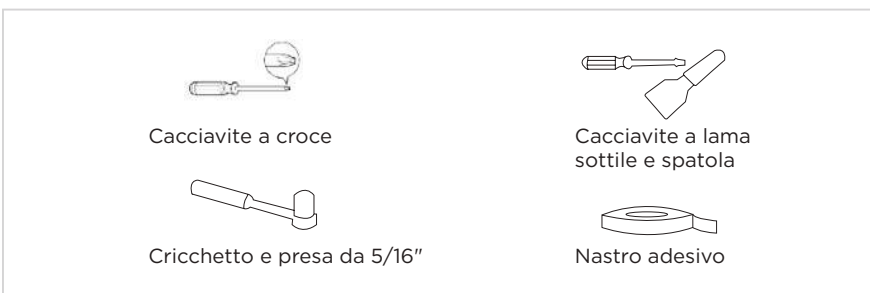 Cacciavite a croce
Cacciavite a lama
sottile e spatola
Cricchetto e presa da 5/16"
Nastro adesivo